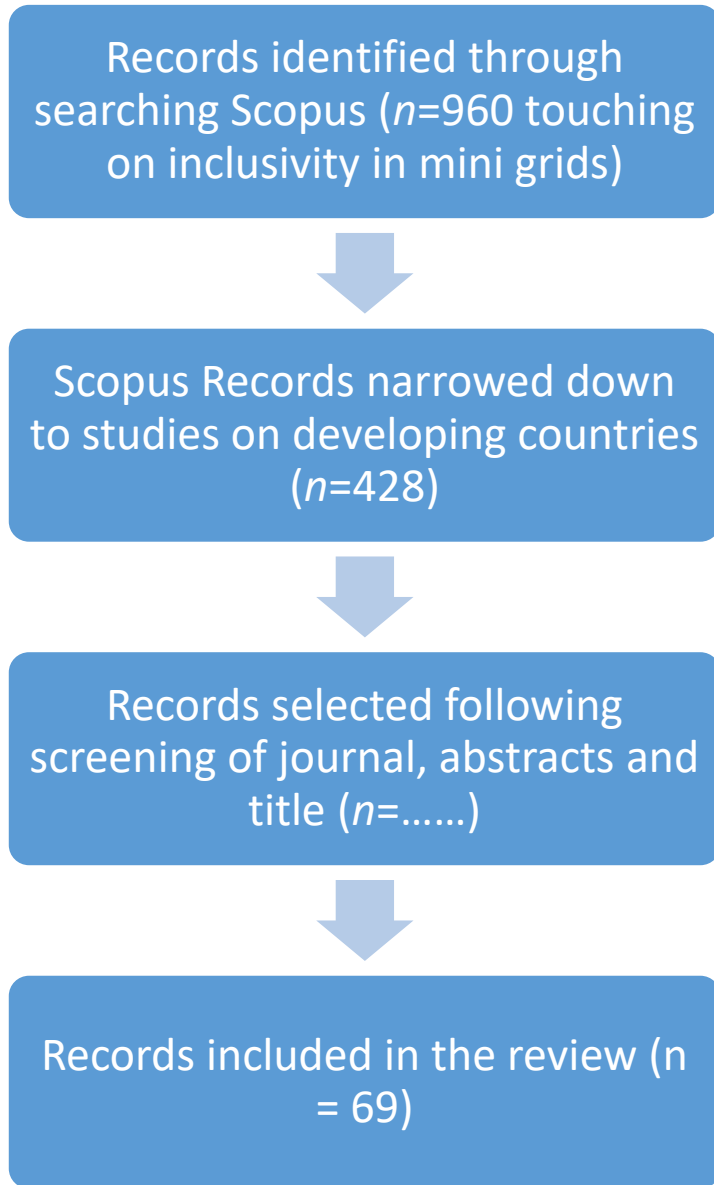 Records identified through
searching Scopus (n=960 touching
on inclusivity in mini grids)
Scopus Records narrowed down
to studies on developing countries
(n=428)
Records selected following
screening of journal, abstracts and
title (n=……)
Records included in the review (n
= 69)